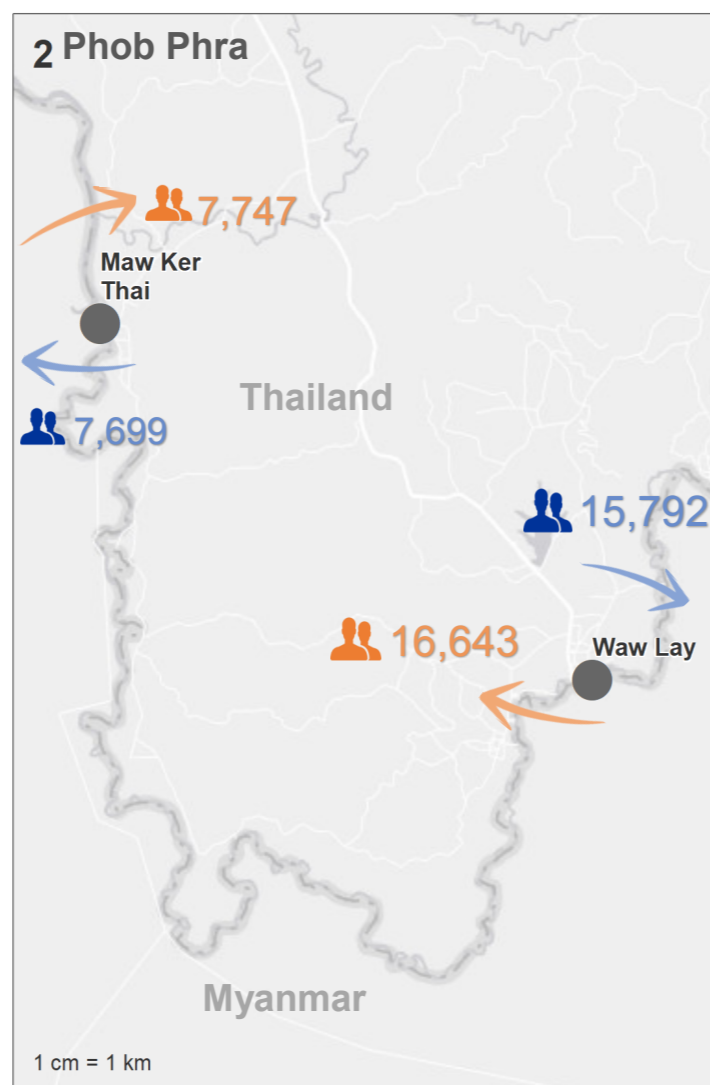 2 Phob Phra
7,747
Maw Ker
Thai
Thailand
7,699
15,792
16,643
Waw Lay
Myanmar
1 cm = 1 km